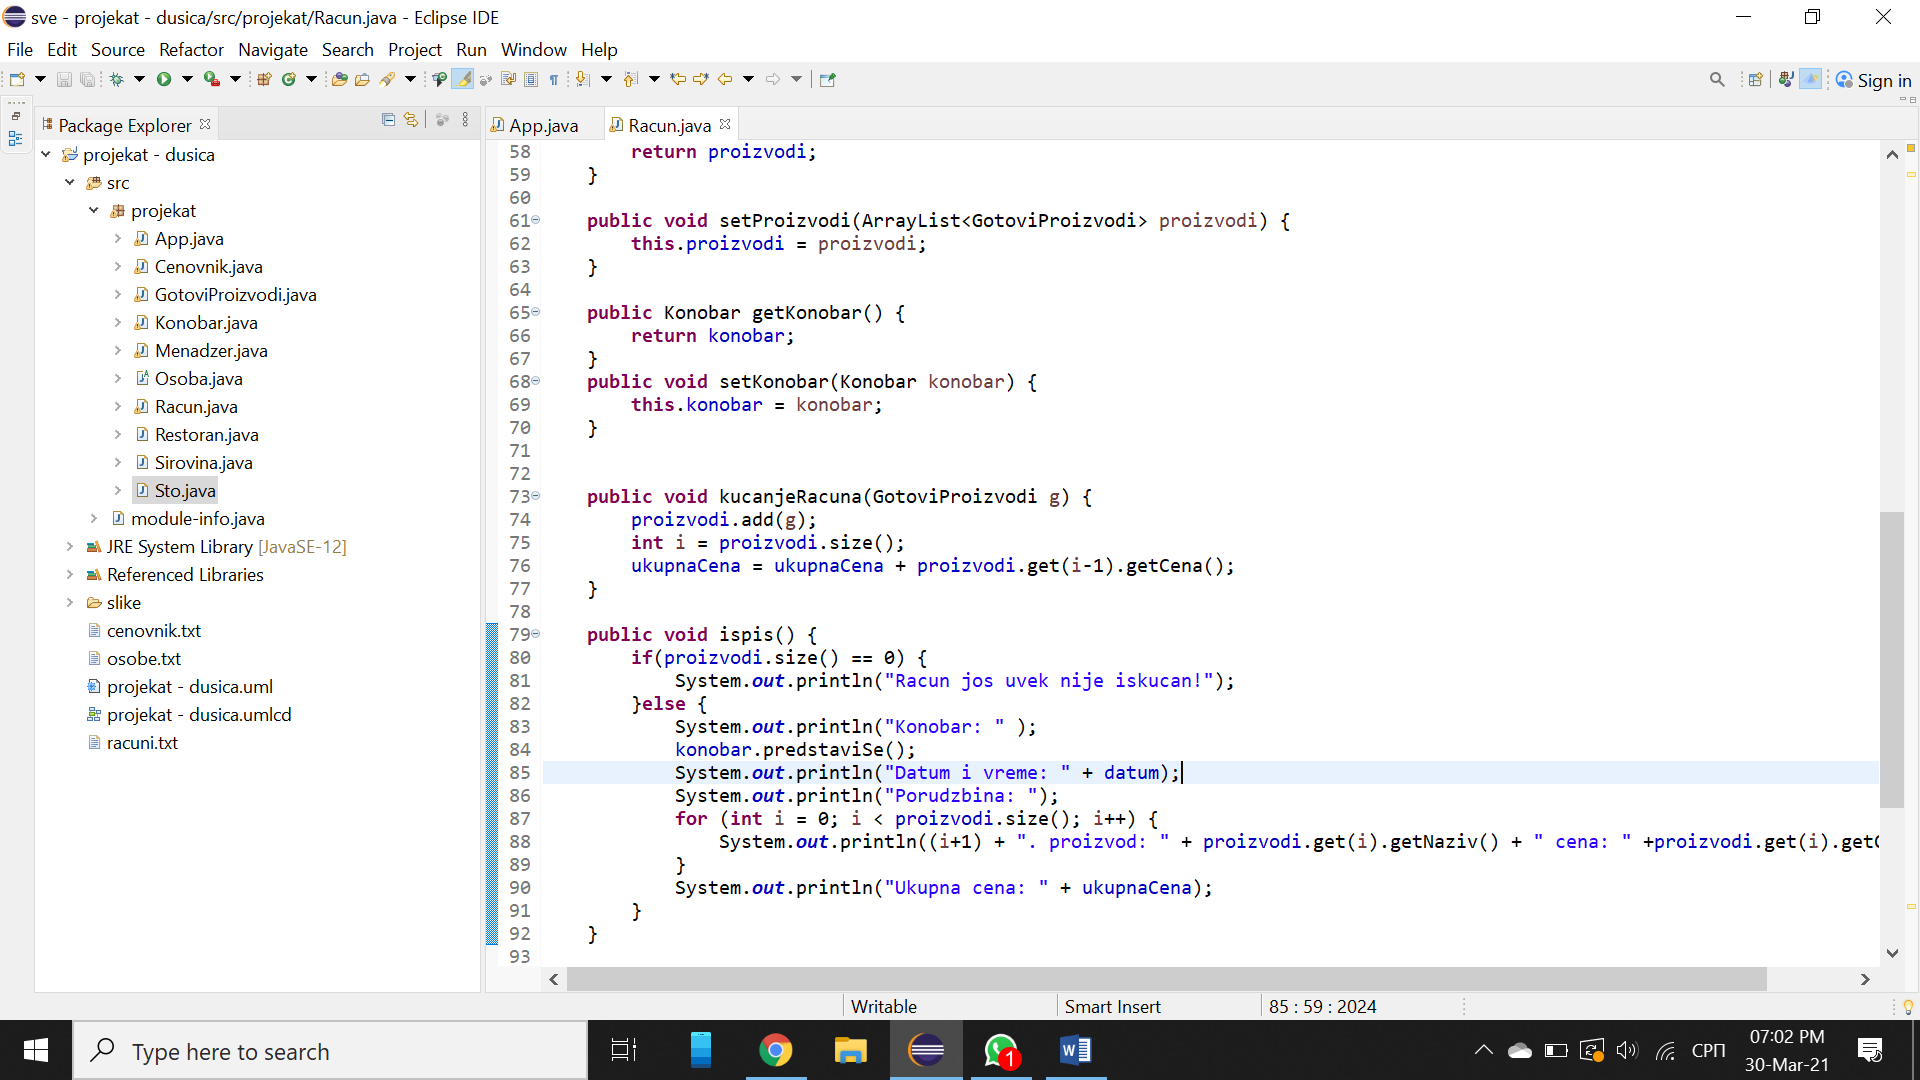 sve - projekat - dusica/src/projekat/Racun.java - Eclipse IDE
File Edit Source Refactor Navigate Search Project Run Window Help
Sign in
Package Explorer
projekat - dusica
src
projekat
App.java
Cenovnik.java
GotoviProizvodi.java
Konobar.java
Menadzer.java
Osoba.java
Racun.java
Restoran.java
Sirovina.java
Sto.java
module-info.java
JRE System Library [JavaSE-12]
Referenced Libraries
slike
cenovnik.txt
osobe.txt
projekat - dusica.uml
projekat - dusica.umlcd
racuni.txt
App.java Racun.java
58 return proizvodi;
59 }
60
61 public void setProizvodi(ArrayList<GotoviProizvodi> proizvodi) {
62 this.proizvodi = proizvodi;
63 }
64
65 public Konobar getKonobar() {
66 return konobar;
67 }
68 public void setKonobar(Konobar konobar) {
69 this.konobar = konobar;
70 }
71
72
73 public void kucanjeRacuna(GotoviProizvodi g) {
74 proizvodi.add(g);
75 int i = proizvodi.size();
76 ukupnaCena = ukupnaCena + proizvodi.get(i-1).getCena();
77 }
78
79 public void ispis() {
80 if(proizvodi.size() == 0) {
81 System.out.println("Racun jos uvek nije iskucan!");
82 }else {
83 System.out.println("Konobar: " );
84 konobar.predstaviSe();
85 System.out.println("Datum i vreme: " + datum);
86 System.out.println("Porudzbina: ");
87 for (int i = 0; i < proizvodi.size(); i++) {
88 System.out.println((i+1) + ". proizvod: " + proizvodi.get(i).getNaziv() + " cena: " +proizvodi.get(i).get
89 }
90 System.out.println("Ukupna cena: " + ukupnaCena);
91 }
92 }
93
Writable Smart Insert 85 : 59 : 2024
Type here to search
1
СРП
07:02 PM
30-Mar-21